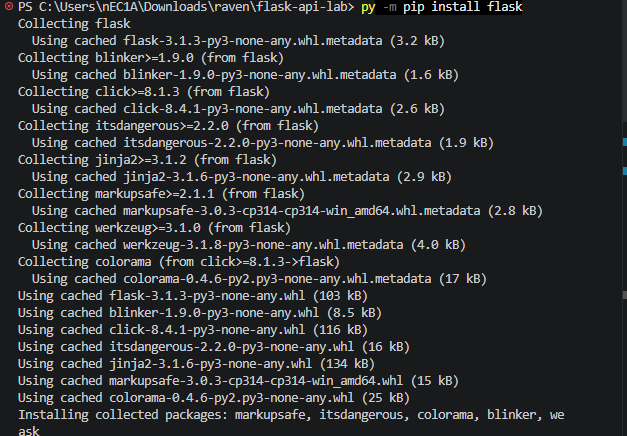 PS C:\Users\nEC1A\Downloads\raven\flask-api-lab> py -m pip install flask
Collecting flask
  Using cached flask-3.1.3-py3-none-any.whl.metadata (3.2 kB)
Collecting blinker>=1.9.0 (from flask)
  Using cached blinker-1.9.0-py3-none-any.whl.metadata (1.6 kB)
Collecting click>=8.1.3 (from flask)
  Using cached click-8.4.1-py3-none-any.whl.metadata (2.6 kB)
Collecting itsdangerous>=2.2.0 (from flask)
  Using cached itsdangerous-2.2.0-py3-none-any.whl.metadata (1.9 kB)
Collecting jinja2>=3.1.2 (from flask)
  Using cached jinja2-3.1.6-py3-none-any.whl.metadata (2.9 kB)
Collecting markupsafe>=2.1.1 (from flask)
  Using cached markupsafe-3.0.3-cp314-cp314-win_amd64.whl.metadata (2.8 kB)
Collecting werkzeug>=3.1.0 (from flask)
  Using cached werkzeug-3.1.8-py3-none-any.whl.metadata (4.0 kB)
Collecting colorama (from click>=8.1.3->flask)
  Using cached colorama-0.4.6-py2.py3-none-any.whl.metadata (17 kB)
Using cached flask-3.1.3-py3-none-any.whl (103 kB)
Using cached blinker-1.9.0-py3-none-any.whl (8.5 kB)
Using cached click-8.4.1-py3-none-any.whl (116 kB)
Using cached itsdangerous-2.2.0-py3-none-any.whl (16 kB)
Using cached jinja2-3.1.6-py3-none-any.whl (134 kB)
Using cached markupsafe-3.0.3-cp314-cp314-win_amd64.whl (15 kB)
Using cached colorama-0.4.6-py2.py3-none-any.whl (25 kB)
Installing collected packages: markupsafe, itsdangerous, colorama, blinker, we
ask